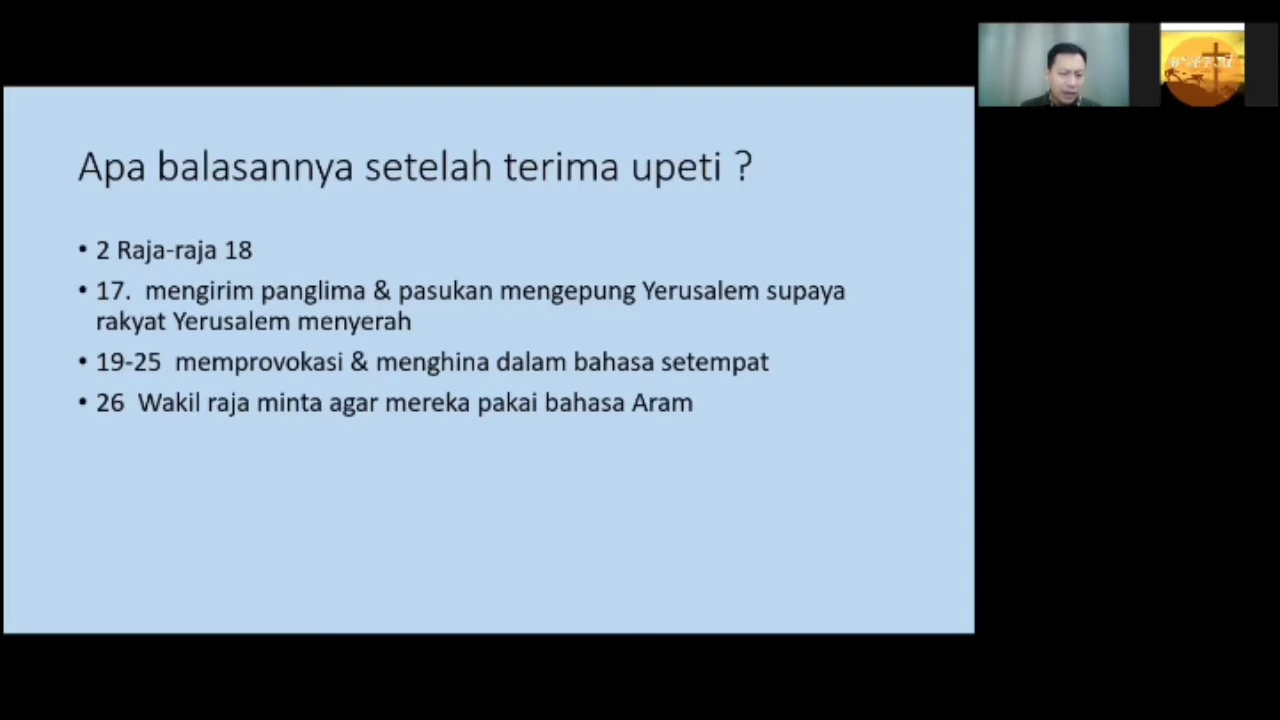 Apa balasannya setelah terima upeti ?
• 2 Raja-raja 18
• 17.  mengirim panglima & pasukan mengepung Yerusalem supaya
rakyat Yerusalem menyerah
• 19-25  memprovokasi & menghina dalam bahasa setempat
• 26  Wakil raja minta agar mereka pakai bahasa Aram